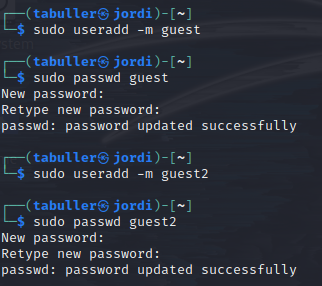 ┌──(tabuller㉿jordi)-[~]
└─$ sudo useradd -m guest
┌──(tabuller㉿jordi)-[~]
└─$ sudo passwd guest
New password:
Retype new password:
passwd: password updated successfully
┌──(tabuller㉿jordi)-[~]
└─$ sudo useradd -m guest2
┌──(tabuller㉿jordi)-[~]
└─$ sudo passwd guest2
New password:
Retype new password:
passwd: password updated successfully